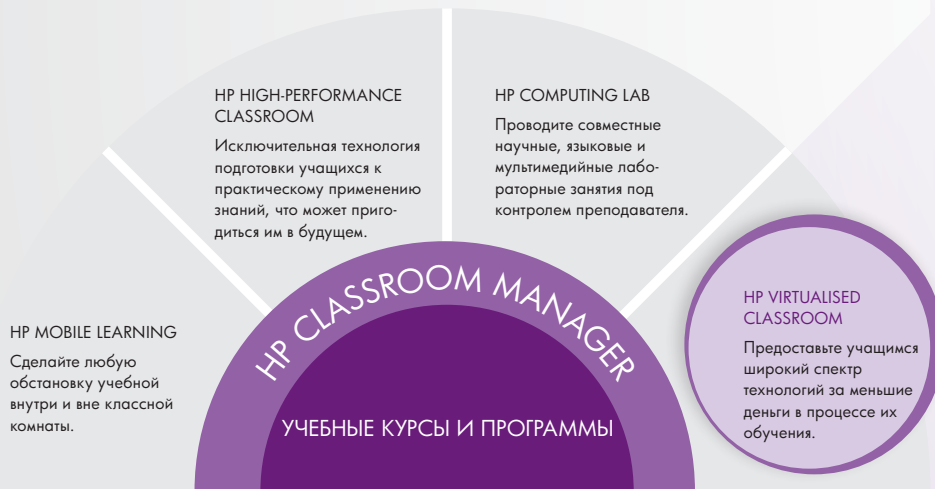 HP HIGH-PERFORMANCE
CLASSROOM
Исключительная технология
подготовки учащихся к
практическому применению
знаний, что может приго-
диться им в будущем.
HP COMPUTING LAB
Проводите совместные
научные, языковые и
мультимедийные лабо-
раторные занятия под
контролем преподавателя.
HP MOBILE LEARNING
Сделайте любую
обстановку учебной
внутри и вне классной
комнаты.
HP CLASSROOM MANAGER
УЧЕБНЫЕ КУРСЫ И ПРОГРАММЫ
HP VIRTUALISED
CLASSROOM
Предоставьте учащимся
широкий спектр
технологий за меньшие
деньги в процессе их
обучения.